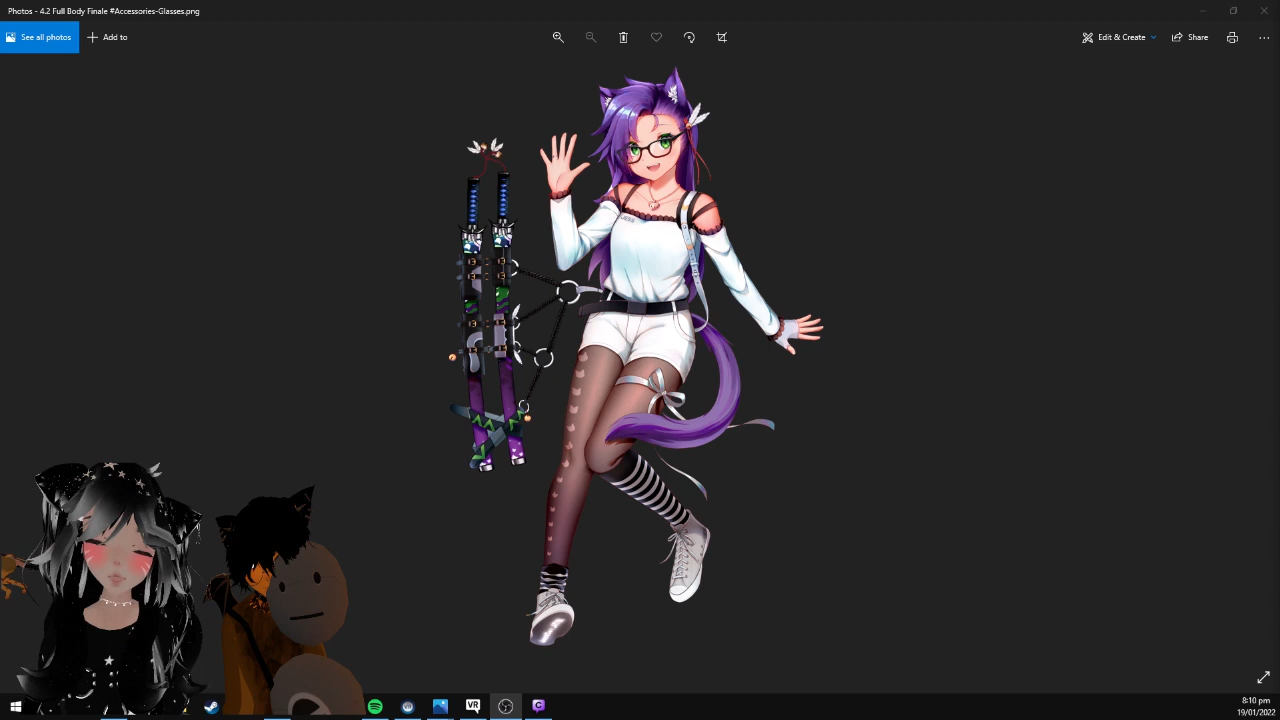 Photos - 4.2 Full Body Finale #Accessories-Glasses.png
See all photos
Add to
Edit & Create
Share
VR
8:10 pm
19/01/2022